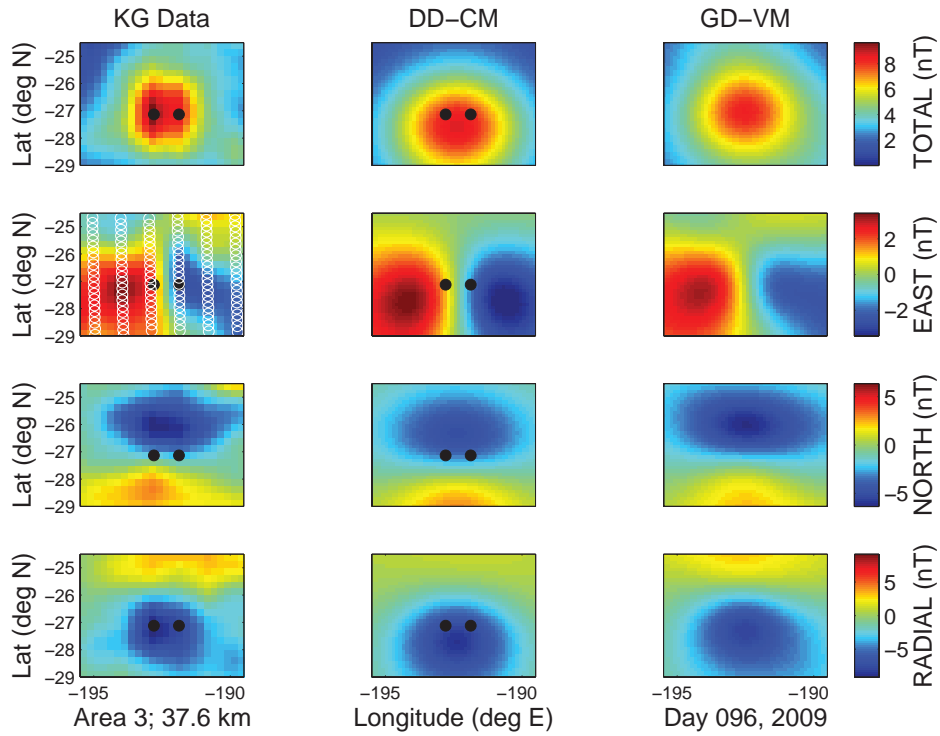 KG Data DD−CM GD−VM
Lat (deg N) −25 −26 −27 −28 −29 8 6 4 2 TOTAL (nT)
Lat (deg N) −25 −26 −27 −28 −29 2 0 −2 EAST (nT)
Lat (deg N) −25 −26 −27 −28 −29 5 0 −5 NORTH (nT)
Lat (deg N) −25 −26 −27 −28 −29 5 0 −5 RADIAL (nT)
−195 −190 −195 −190 −195 −190
Area 3; 37.6 km Longitude (deg E) Day 096, 2009